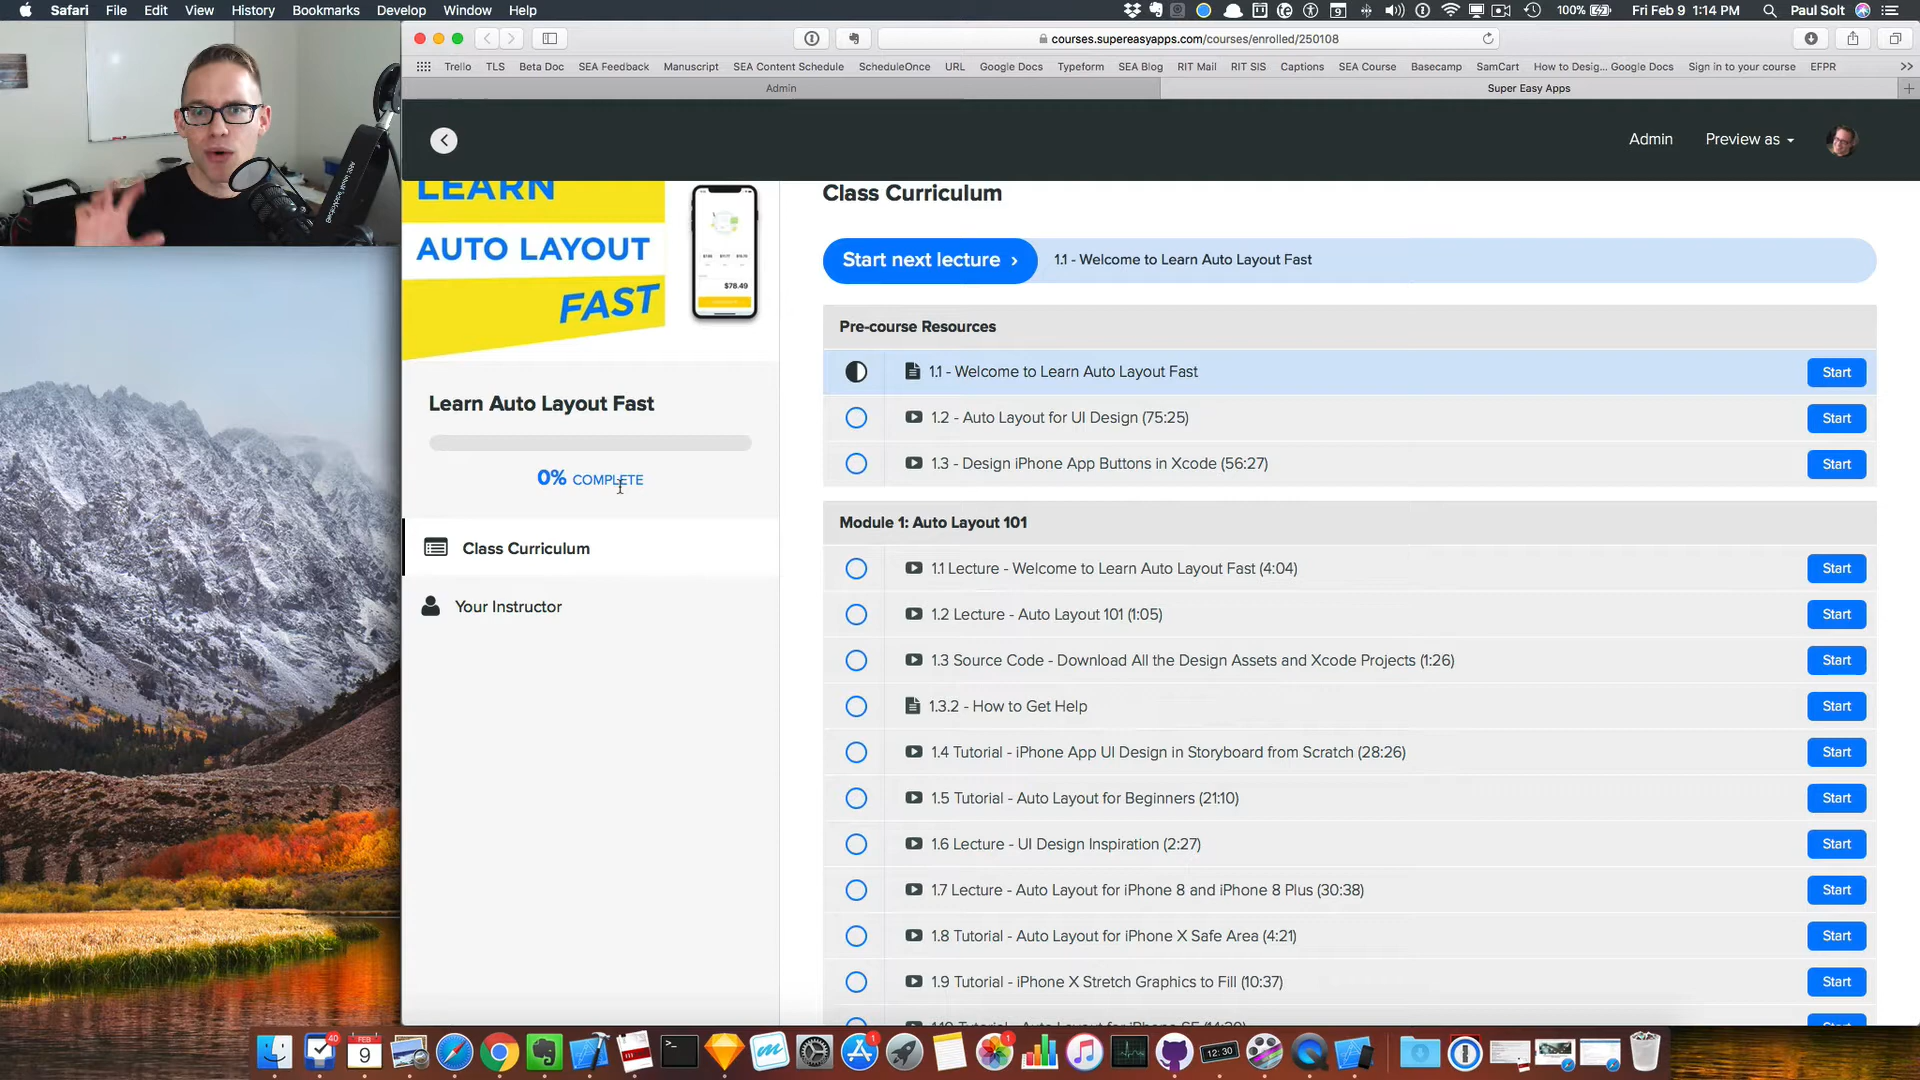 Safari File Edit View History Bookmarks Develop Window Help
100% Fri Feb 9 1:14 PM Paul Solt
courses.supereasyapps.com/courses/enrolled/250108
Trello TLS Beta Doc SEA Feedback Manuscript SEA Content Schedule ScheduleOnce URL Google Docs Typeform SEA Blog RIT Mail RIT SIS Captions SEA Course Basecamp SamCart How to Desig... Google Docs Sign in to your course EFPR
Admin Super Easy Apps
Admin Preview as
LEARN
AUTO LAYOUT
FAST
$78.49
Learn Auto Layout Fast
0% COMPLETE
Class Curriculum
Your Instructor
Class Curriculum
Start next lecture › 1.1 - Welcome to Learn Auto Layout Fast
Pre-course Resources
1.1 - Welcome to Learn Auto Layout Fast Start
1.2 - Auto Layout for UI Design (75:25) Start
1.3 - Design iPhone App Buttons in Xcode (56:27) Start
Module 1: Auto Layout 101
1.1 Lecture - Welcome to Learn Auto Layout Fast (4:04) Start
1.2 Lecture - Auto Layout 101 (1:05) Start
1.3 Source Code - Download All the Design Assets and Xcode Projects (1:26) Start
1.3.2 - How to Get Help Start
1.4 Tutorial - iPhone App UI Design in Storyboard from Scratch (28:26) Start
1.5 Tutorial - Auto Layout for Beginners (21:10) Start
1.6 Lecture - UI Design Inspiration (2:27) Start
1.7 Lecture - Auto Layout for iPhone 8 and iPhone 8 Plus (30:38) Start
1.8 Tutorial - Auto Layout for iPhone X Safe Area (4:21) Start
1.9 Tutorial - iPhone X Stretch Graphics to Fill (10:37) Start
40
FEB
9
1
1
12:30